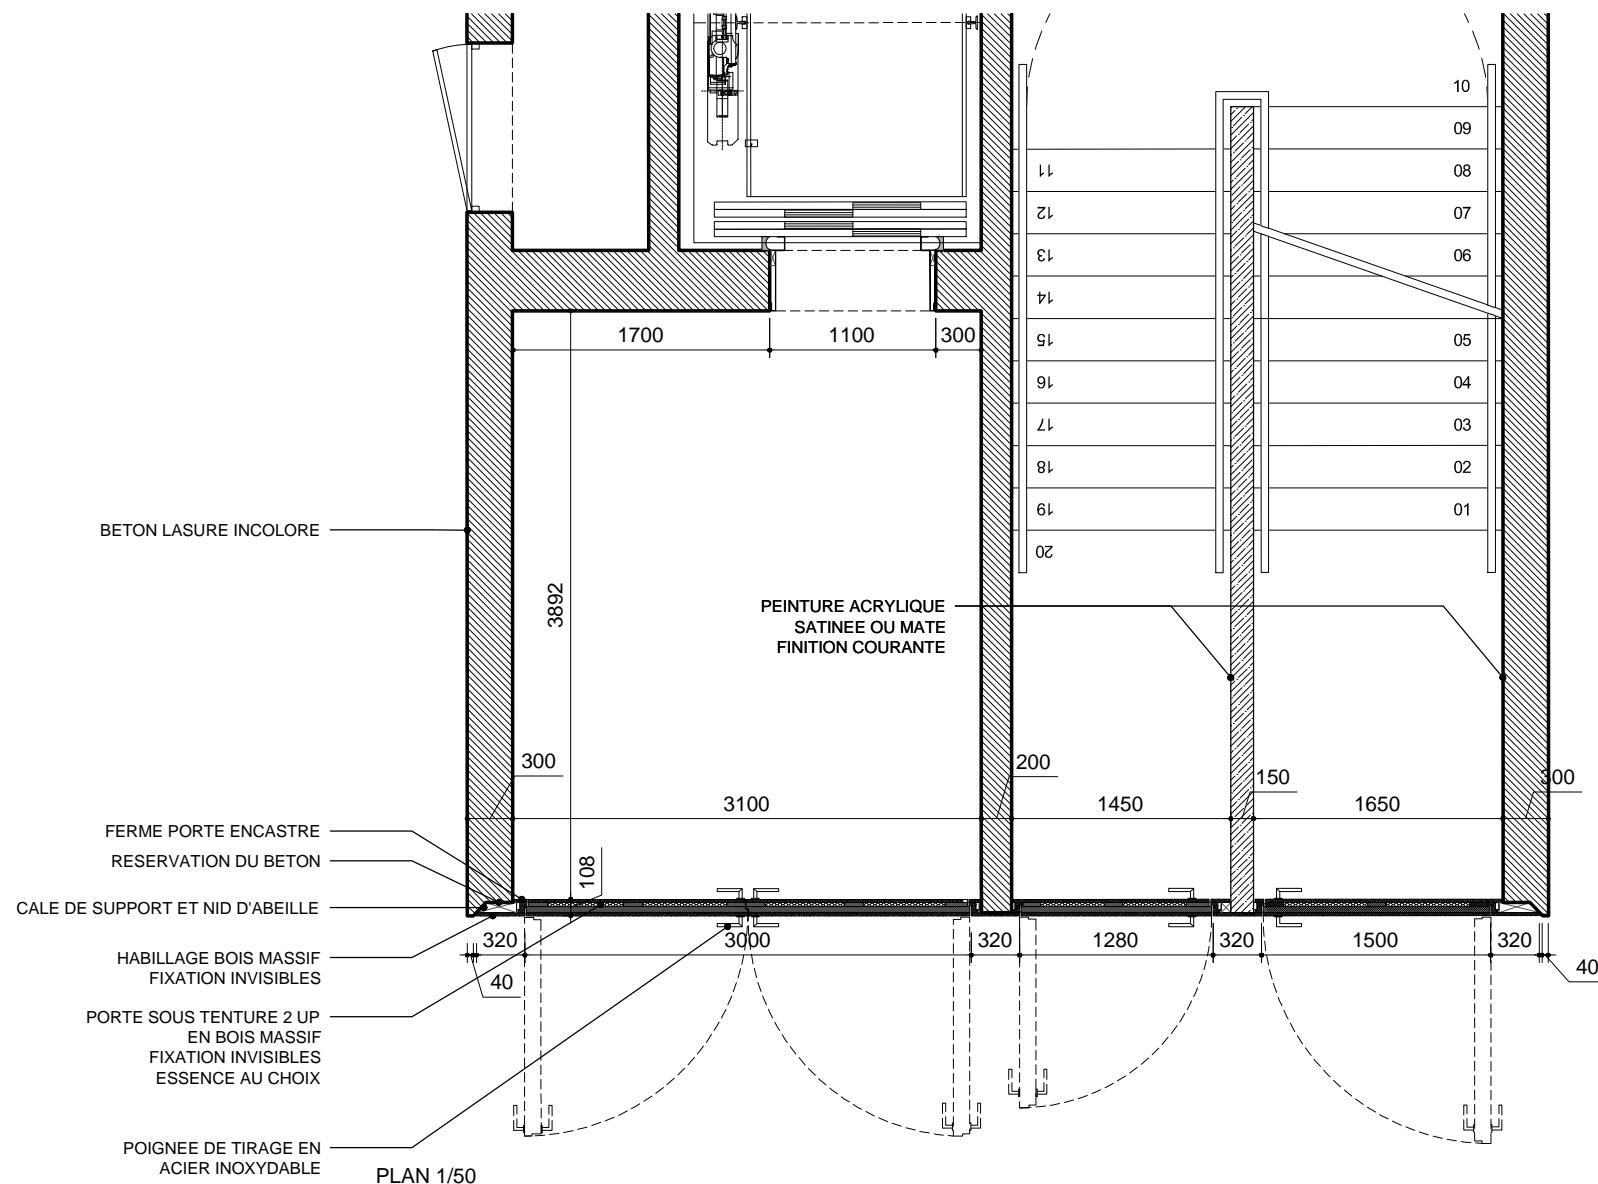 10
09
08
07
06
05
04
03
02
01
11
12
13
14
15
16
17
18
19
20
1700
1100
300
BETON LASURE INCOLORE
3892
PEINTURE ACRYLIQUE
SATINEE OU MATE
FINITION COURANTE
300
200
150
300
3100
1450
1650
FERME PORTE ENCASTRE
RESERVATION DU BETON
108
CALE DE SUPPORT ET NID D'ABEILLE
320
3000
320
1280
320
1500
320
40
40
HABILLAGE BOIS MASSIF
FIXATION INVISIBLES
PORTE SOUS TENTURE 2 UP
EN BOIS MASSIF
FIXATION INVISIBLES
ESSENCE AU CHOIX
POIGNEE DE TIRAGE EN
ACIER INOXYDABLE
PLAN 1/50